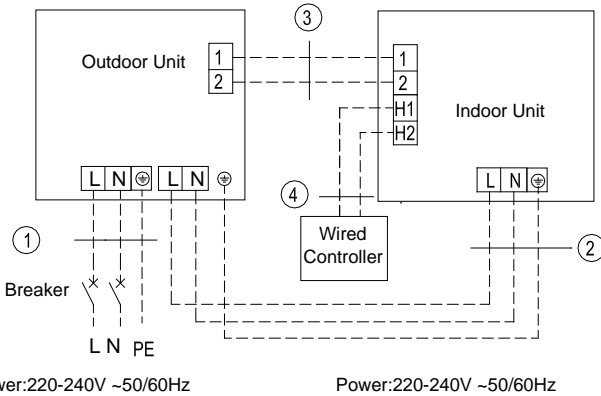 3
Outdoor Unit
1
2
1
2
H1
H2
Indoor Unit
L N ⏚ L N ⏚
L N ⏚
4
1
Wired
Controller
2
Breaker
L N PE
wer:220-240V ~50/60Hz
Power:220-240V ~50/60Hz